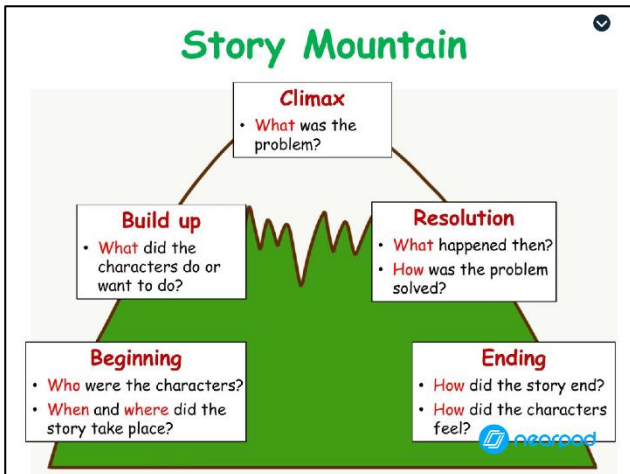 Story Mountain
Climax
• What was the
problem?
Build up
• What did the
characters do or
want to do?
Resolution
• What happened then?
• How was the problem
solved?
Beginning
• Who were the characters?
• When and where did the
story take place?
Ending
• How did the story end?
• How did the characters
feel?
nearpod